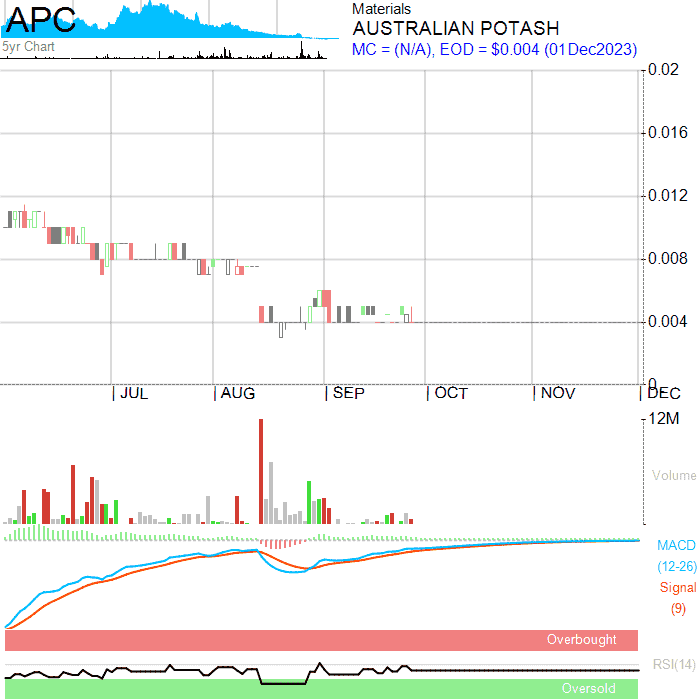 APC
5yr Chart
Materials
AUSTRALIAN POTASH
MC = (N/A), EOD = $0.004 (01Dec2023)
0.02
0.016
0.012
0.008
0.004
0
JUL AUG SEP OCT NOV DEC
12M
Volume
MACD
(12-26)
Signal
(9)
Overbought
RSI(14)
Oversold